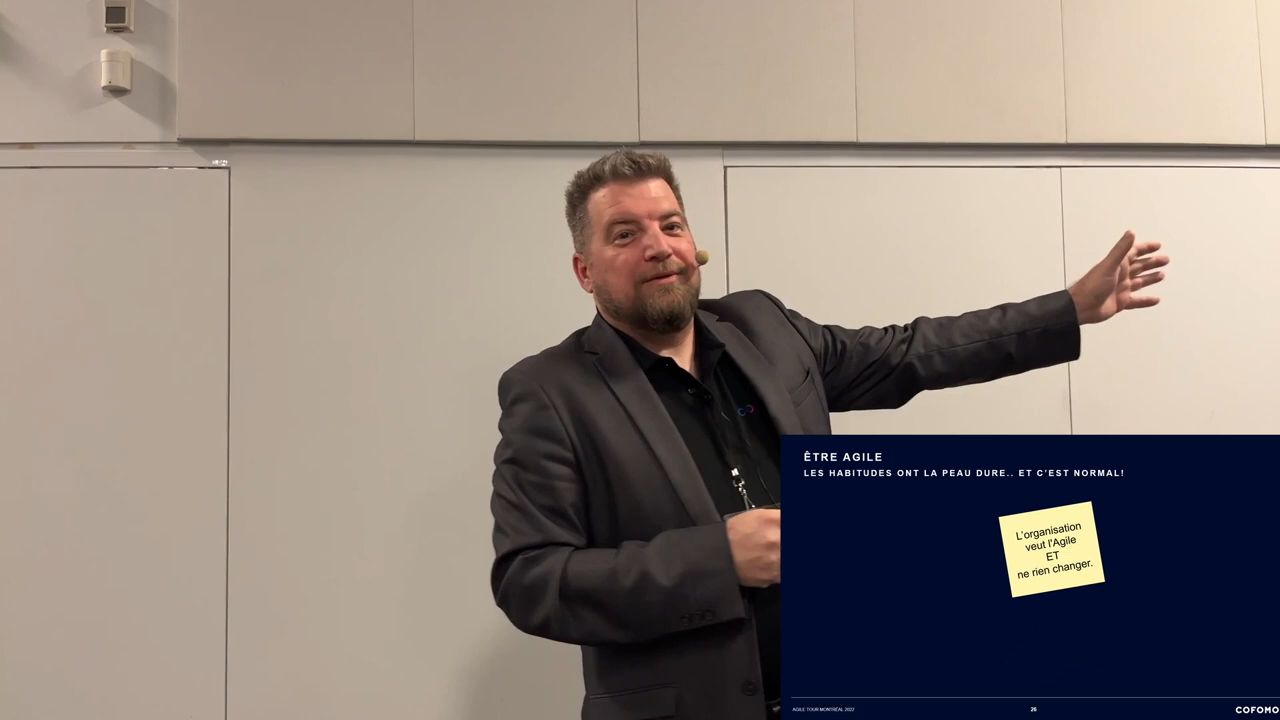 ÊTRE AGILE
LES HABITUDES ONT LA PEAU DURE.. ET C'EST NORMAL!
L'organisation
veut l'Agile
ET
ne rien changer.
AGILE TOUR MONTRÉAL 2022
26
COFOMO